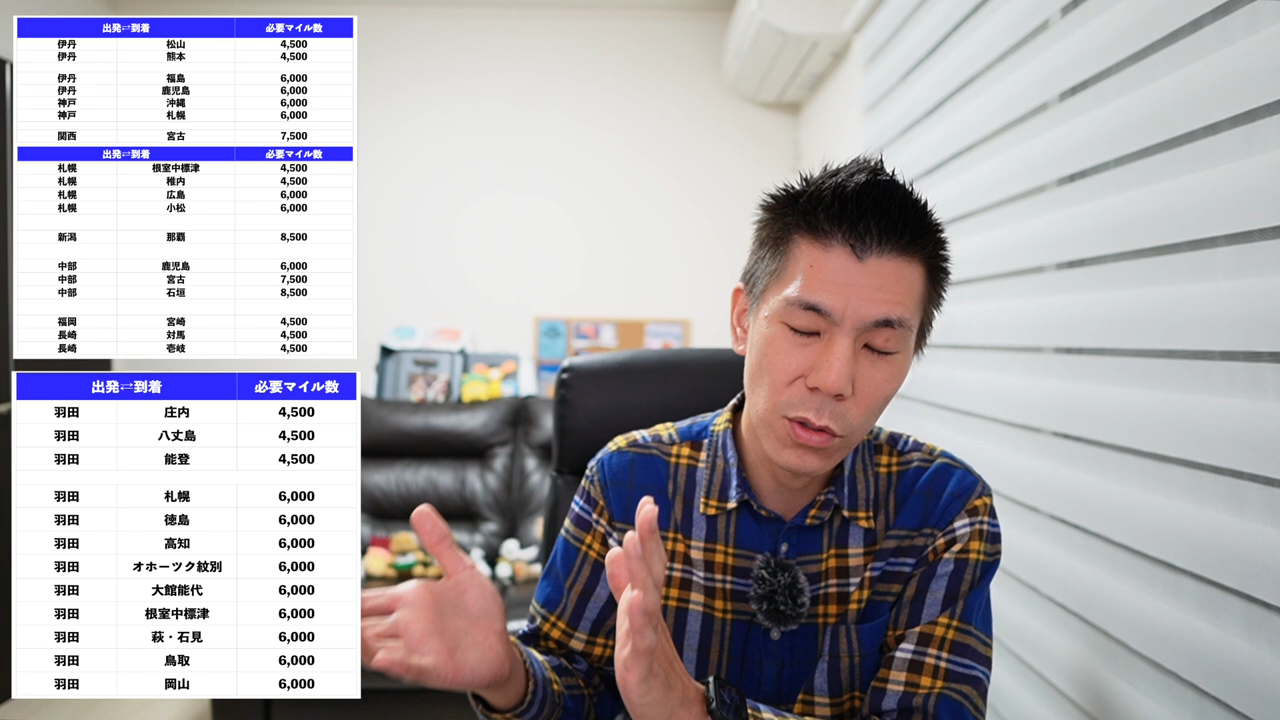 出発⇄到着 必要マイル数
伊丹 松山 4,500
伊丹 熊本 4,500
伊丹 福島 6,000
伊丹 鹿児島 6,000
神戸 沖縄 6,000
神戸 札幌 6,000
関西 宮古 7,500
出発⇄到着 必要マイル数
札幌 根室中標津 4,500
札幌 稚内 4,500
札幌 広島 6,000
札幌 小松 6,000
新潟 那覇 8,500
中部 鹿児島 6,000
中部 宮古 7,500
中部 石垣 8,500
福岡 宮崎 4,500
長崎 対馬 4,500
長崎 壱岐 4,500
出発⇄到着 必要マイル数
羽田 庄内 4,500
羽田 八丈島 4,500
羽田 能登 4,500
羽田 札幌 6,000
羽田 徳島 6,000
羽田 高知 6,000
羽田 オホーツク紋別 6,000
羽田 大館能代 6,000
羽田 根室中標津 6,000
羽田 萩・石見 6,000
羽田 鳥取 6,000
羽田 岡山 6,000